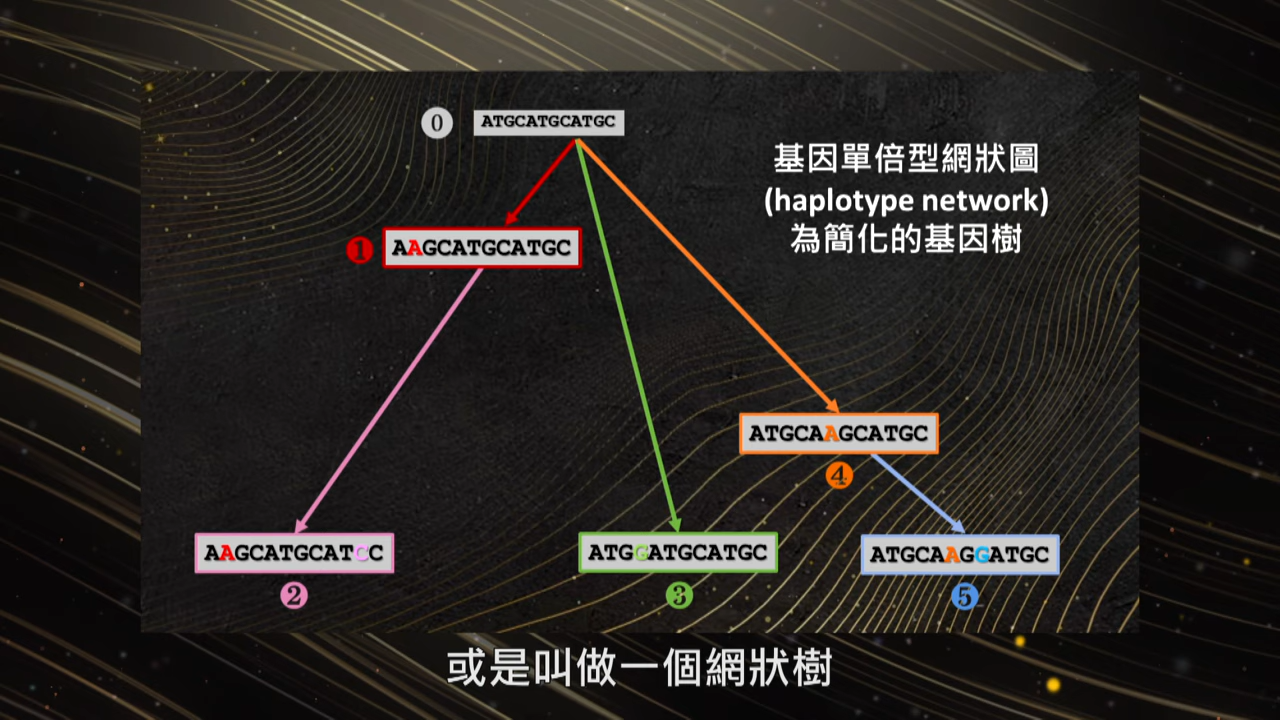 0 ATGCATGCATGC
基因單倍型網狀圖
(haplotype network)
為簡化的基因樹
1 AAGCATGCATGC
ATGCAAGCATGC
4
AAGCATGCATCC
2
ATGGATGCATGC
3
ATGCAAGGATGC
5
或是叫做一個網狀樹